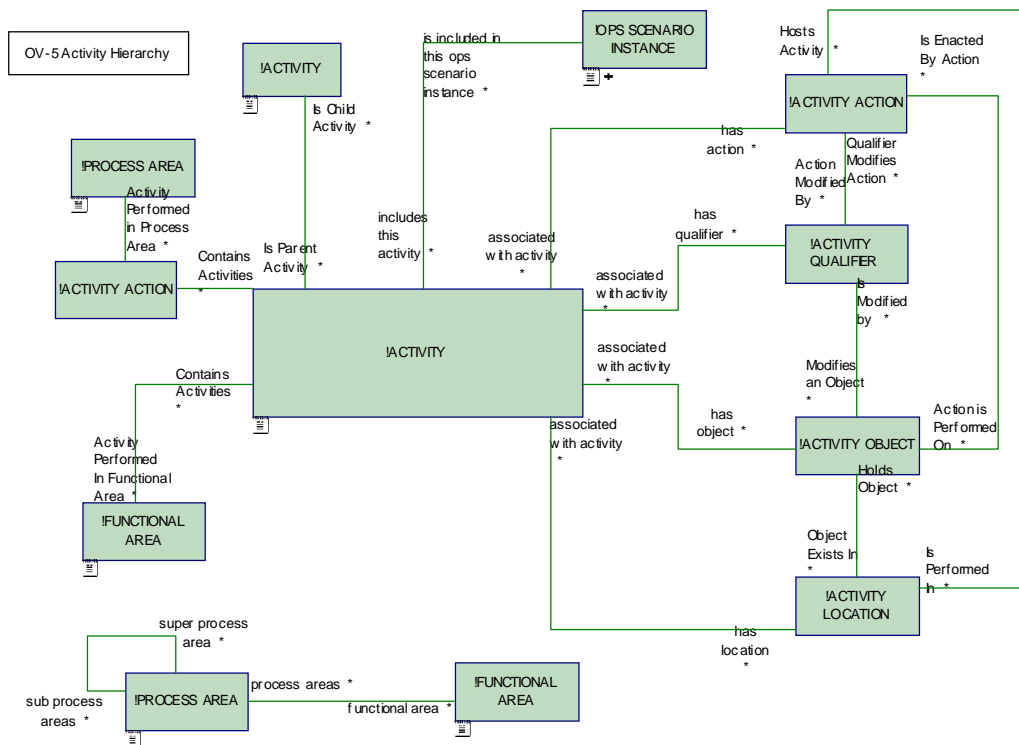 OV-5 Activity Hierarchy
!ACTIVITY
Is Child
Activity *
is included in
this ops
scenario
instance *
!OPS SCENARIO
INSTANCE
Hosts
Activity *
Is Enacted
By Action *
!ACTIVITY ACTION
has
action *
Action
Modified
By *
Qualifier
Modifies
Action *
!PROCESS AREA
Activity
Performed
in Process
Area *
!ACTIVITY ACTION
Contains
Activities
*
Is Parent
Activity *
includes
this
activity *
associated
with activity *
has
qualifier *
!ACTIVITY
QUALIFIER
associated
with activity
*
Is
Modified
by *
!ACTIVITY
associated
with activity *
Contains
Activities
*
Modifies
an Object
*
has
object *
!ACTIVITY OBJECT
Action is
Performed
On *
associated
with activity *
Activity
Performed
In Functional
Area *
!FUNCTIONAL
AREA
Holds
Object *
Object
Exists In
*
Is
Performed
In *
!ACTIVITY
LOCATION
has
location
*
super process
area *
sub process
areas *
!PROCESS AREA
process areas *
functional area *
!FUNCTIONAL
AREA